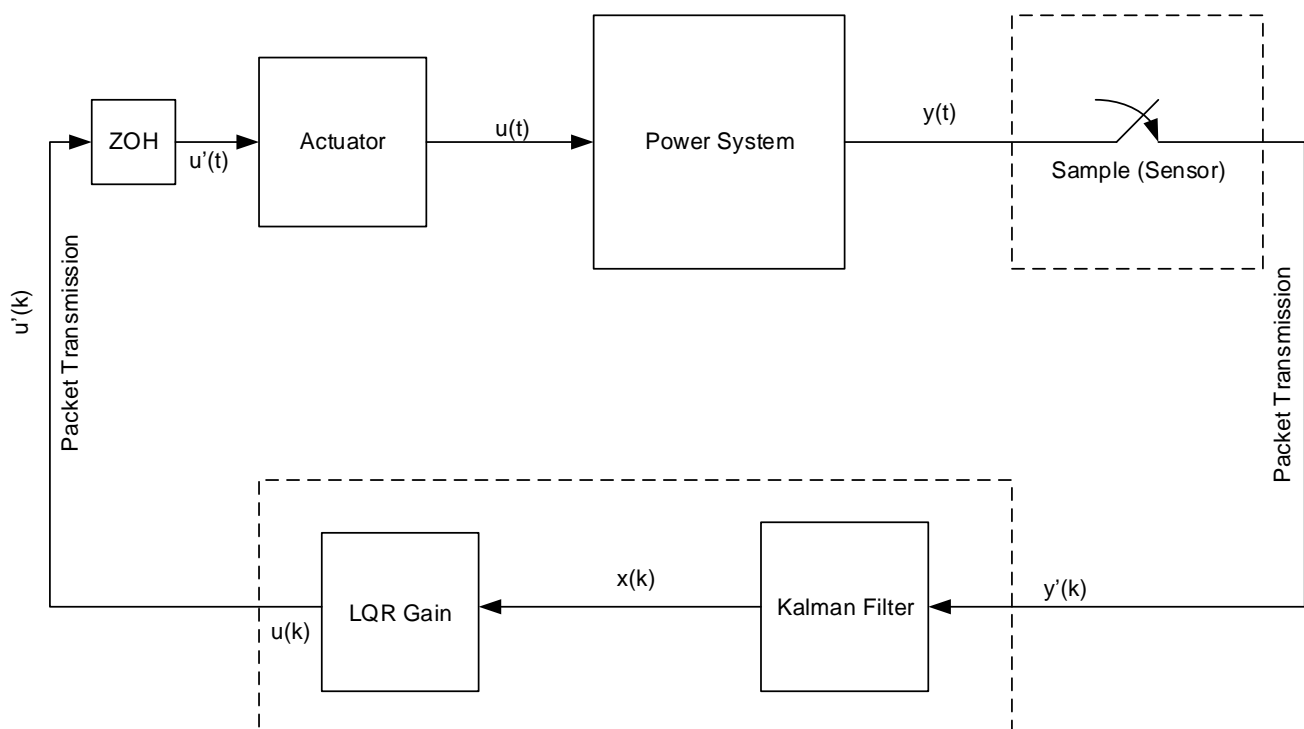 ZOH
u’(t)
Actuator
u(t)
Power System
y(t)
Sample (Sensor)
u’(k)
Packet Transmission
Packet Transmission
LQR Gain
u(k)
x(k)
Kalman Filter
y’(k)